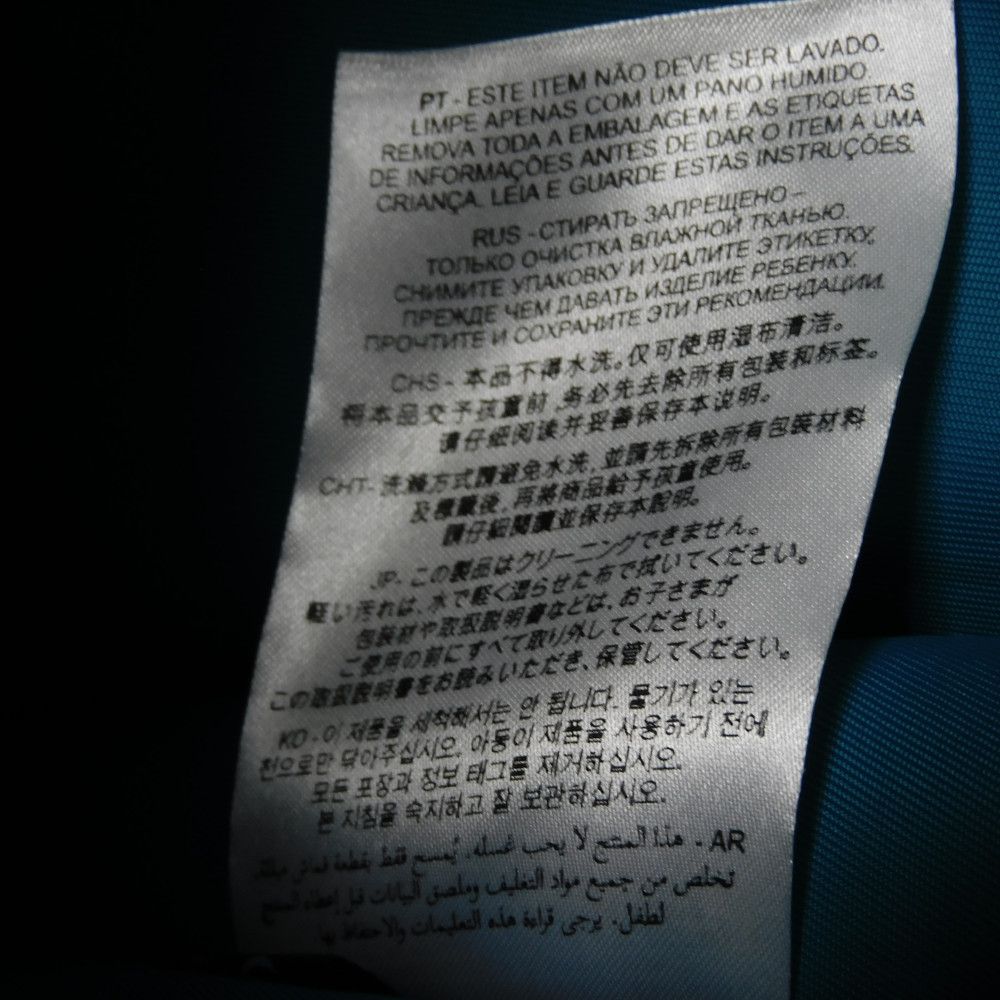 PT - ESTE ITEM NÃO DEVE SER LAVADO.
LIMPE APENAS COM UM PANO HUMIDO.
REMOVA TODA A EMBALAGEM E AS ETIQUETAS
DE INFORMAÇÕES ANTES DE DAR O ITEM A UMA
CRIANÇA. LEIA E GUARDE ESTAS INSTRUÇÕES.
RUS - СТИРАТЬ ЗАПРЕЩЕНО –
ТОЛЬКО ОЧИСТКА ВЛАЖНОЙ ТКАНЬЮ.
СНИМИТЕ УПАКОВКУ И УДАЛИТЕ ЭТИКЕТКУ,
ПРЕЖДЕ ЧЕМ ДАВАТЬ ИЗДЕЛИЕ РЕБЕНКУ.
ПРОЧТИТЕ И СОХРАНИТЕ ЭТИ РЕКОМЕНДАЦИИ.
CHS - 本品不得水洗。仅可使用湿布清洁。
将本品交予孩童前,务必先去除所有包装和标签。
请仔细阅读并妥善保存本说明。
CHT- 洗滌方式請避免水洗,並請先拆除所有包裝材料
及標籤後,再將商品給予孩童使用。
請仔細閱讀並保存本說明。
JP- この製品はクリーニングできません。
軽い汚れは、水で軽く湿らせた布で拭いてください。
包装材や取扱説明書などは、お子さまが
ご使用の前にすべて取り外してください。
この取扱説明書をお読みいただき、保管してください。
KO - 이 제품을 세척해서는 안 됩니다. 물기가 있는
천으로만 닦아주십시오. 아동이 제품을 사용하기 전에
모든 포장과 정보 태그를 제거하십시오.
본 지침을 숙지하고 잘 보관하십시오.
AR - هذا المنتج لا يجب غسله. يُمسح فقط بقطعة قماش مبللة.
تخلص من جميع مواد التغليف وملصق البيانات قبل إعطاء المنتج
لطفل. يرجى قراءة هذه التعليمات والاحتفاظ بها